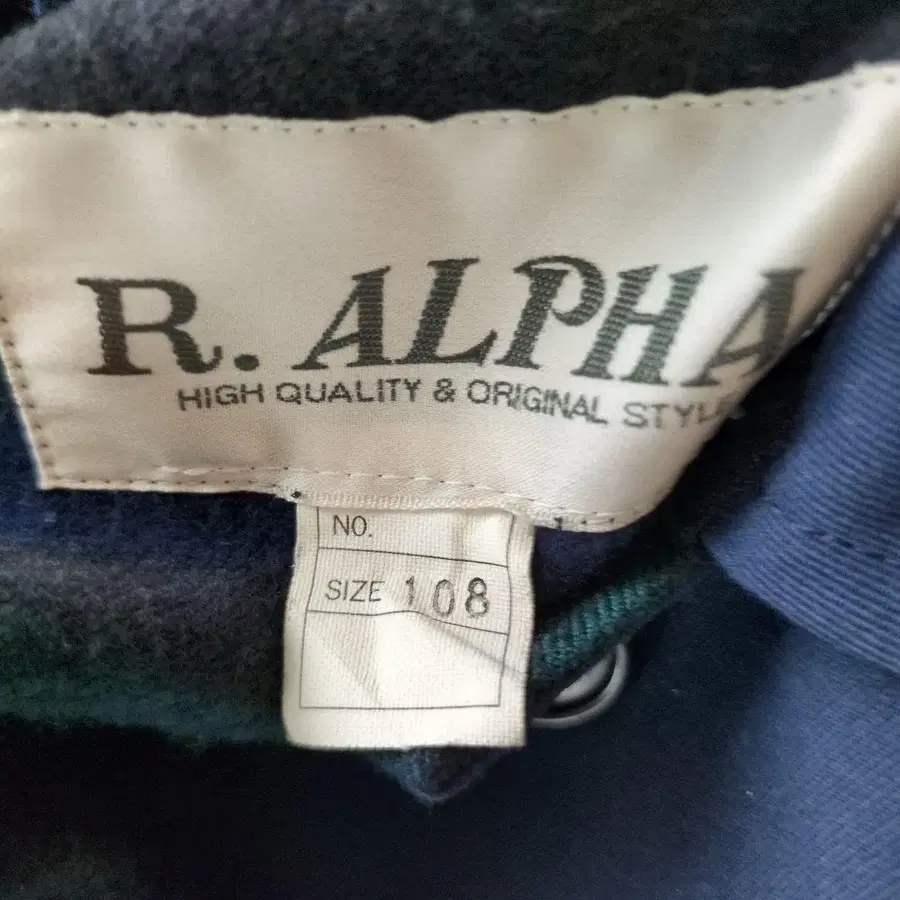 R. ALPHA
HIGH QUALITY & ORIGINAL STYLE
NO.
SIZE 108